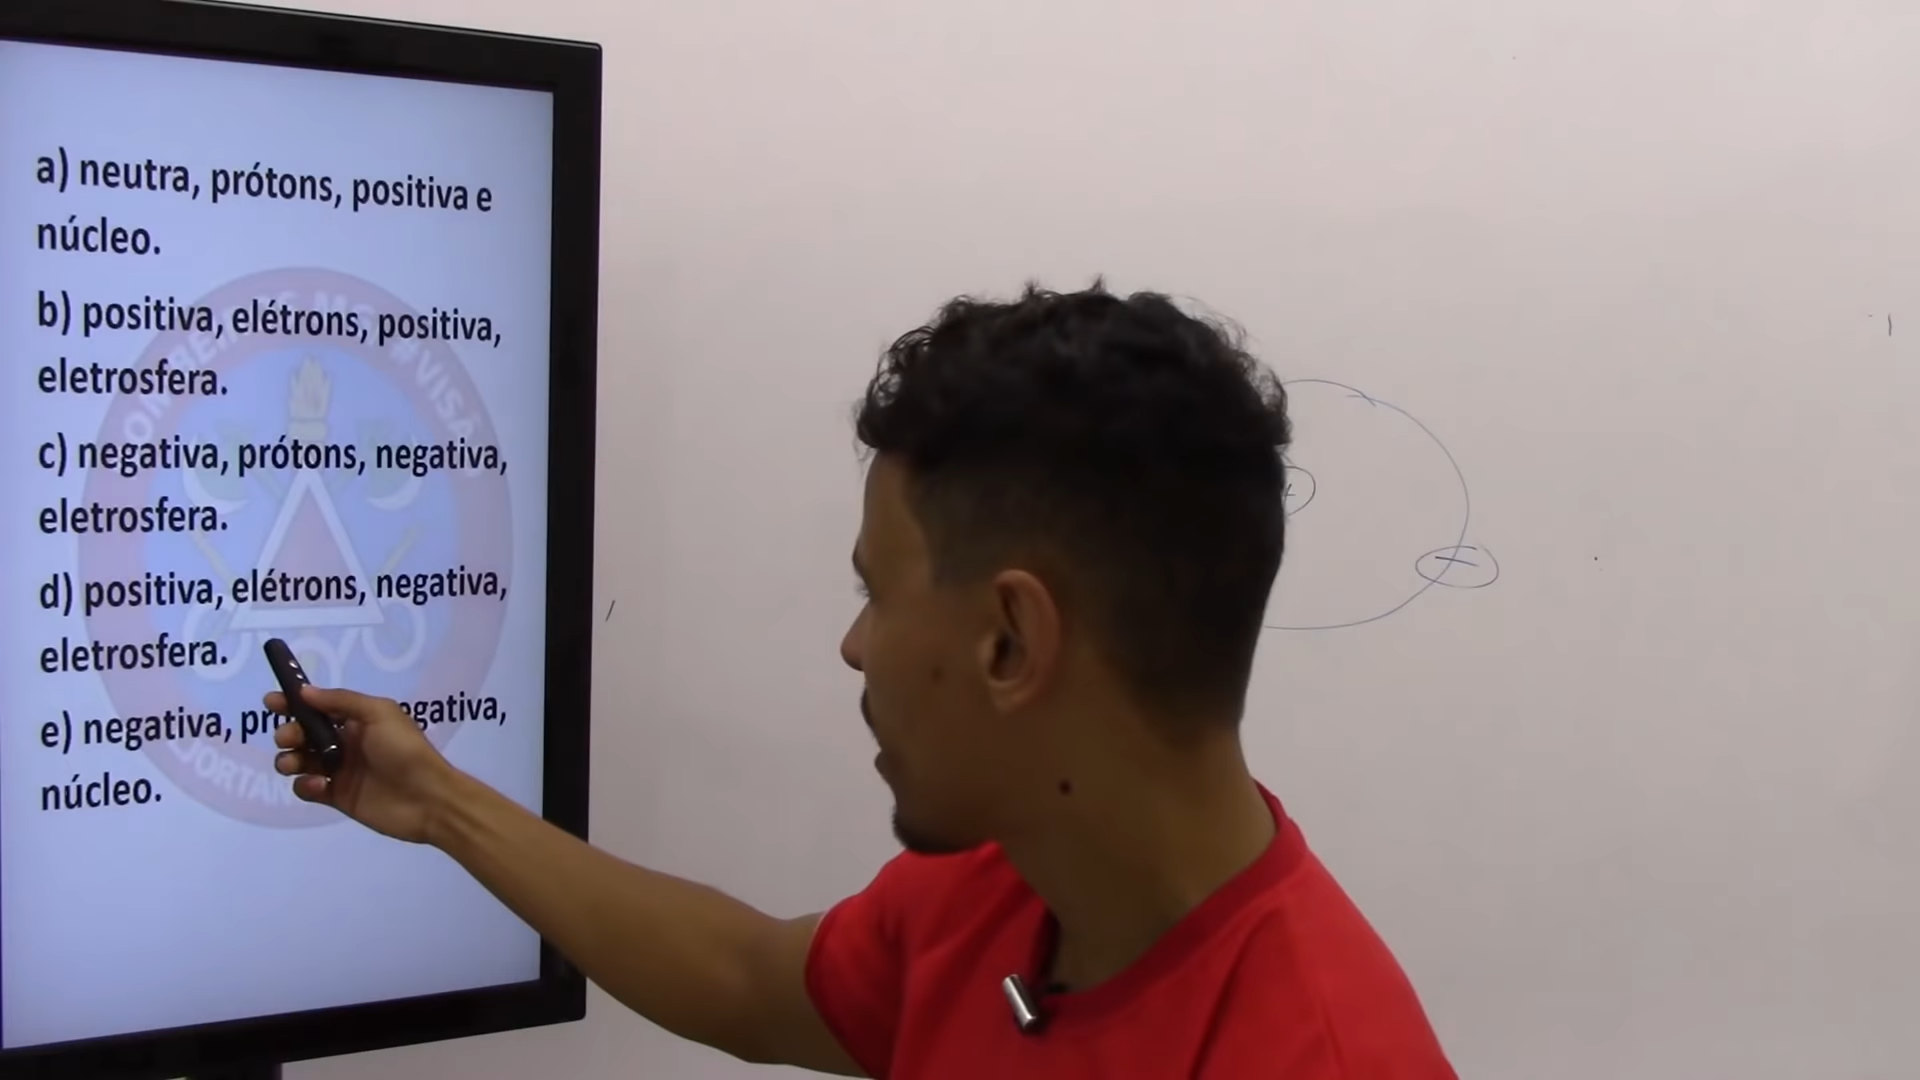 a) neutra, prótons, positiva e
núcleo.
b) positiva, elétrons, positiva,
eletrosfera.
c) negativa, prótons, negativa,
eletrosfera.
d) positiva, elétrons, negativa,
eletrosfera.
e) negativa,
núcleo.
+
−